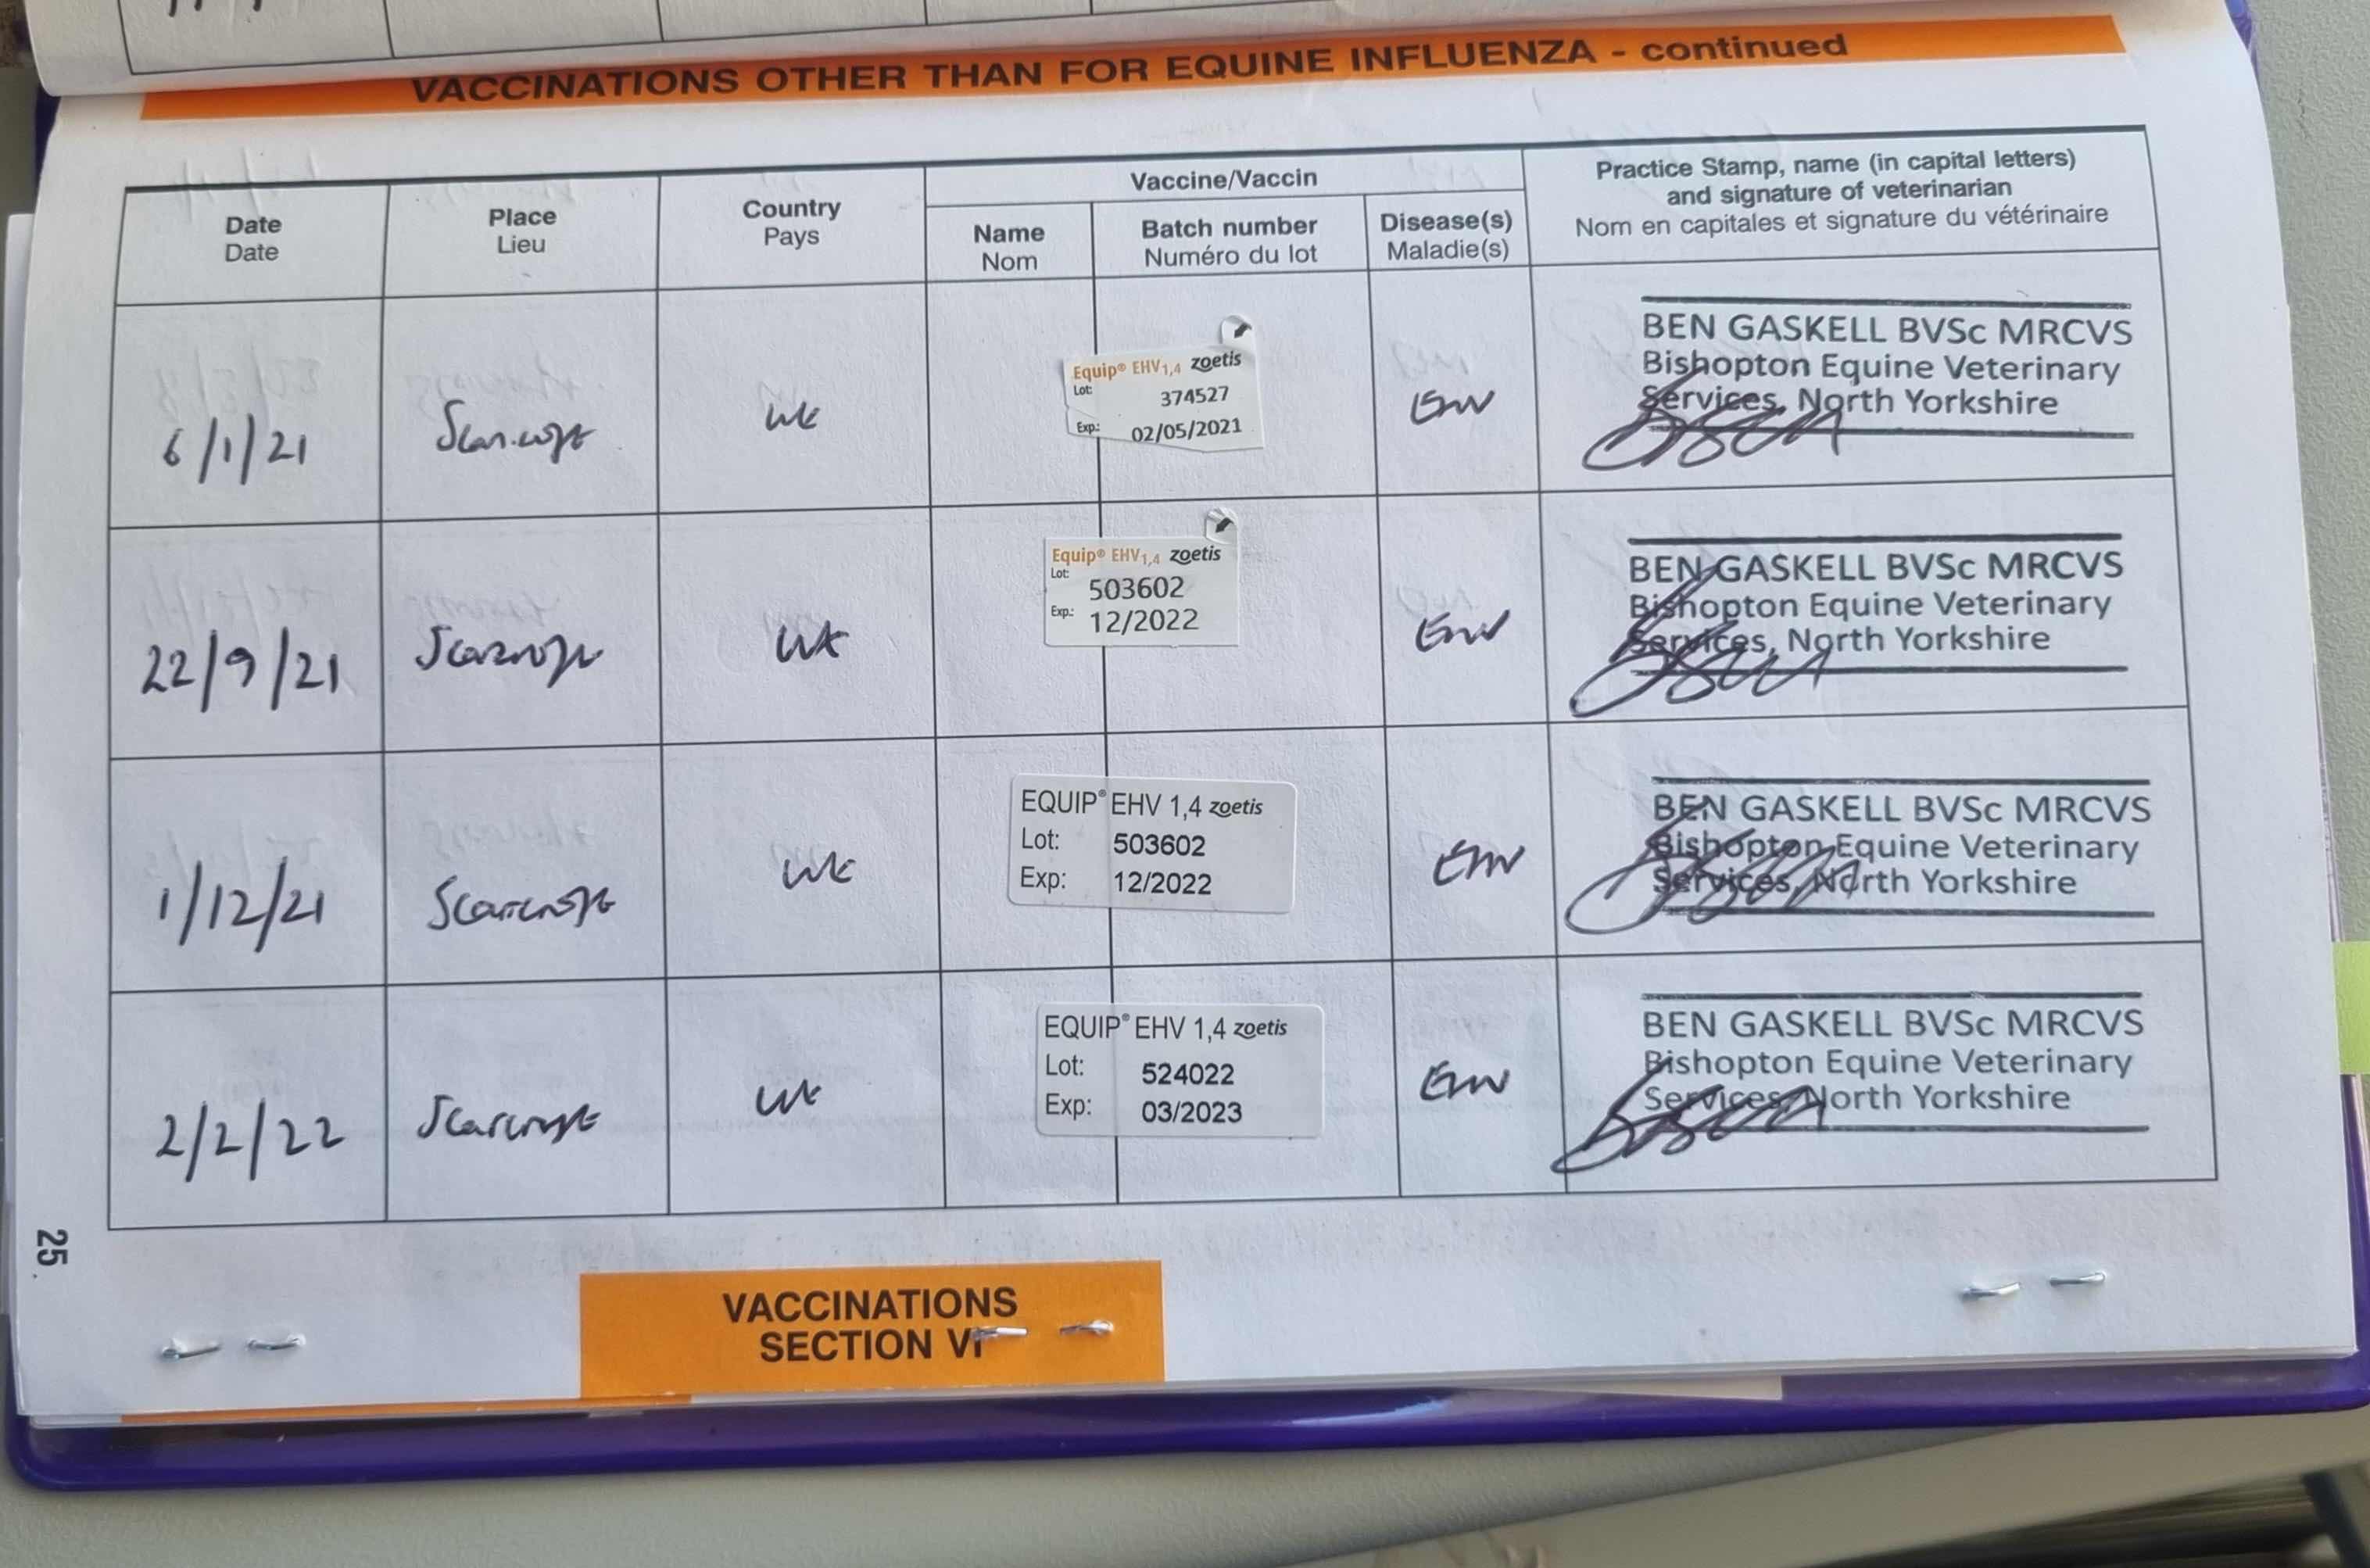 VACCINATIONS OTHER THAN FOR EQUINE INFLUENZA - continued
Date
Date
Place
Lieu
Country
Pays
Vaccine/Vaccin
Name
Nom
Batch number
Numéro du lot
Disease(s)
Maladie(s)
Practice Stamp, name (in capital letters)
and signature of veterinarian
Nom en capitales et signature du vétérinaire
6/1/21
Scarcroft
UK
Equip® EHV1,4 zoetis
Lot:
374527
Exp.: 02/05/2021
BEN GASKELL BVSc MRCVS
Bishopton Equine Veterinary
Services, North Yorkshire
22/9/21
Scarcroft
UK
Equip® EHV1,4 zoetis
Lot:
503602
Exp.: 12/2022
BEN GASKELL BVSc MRCVS
Bishopton Equine Veterinary
Services, North Yorkshire
1/12/21
Scarcroft
UK
EQUIP® EHV 1,4 zoetis
Lot: 503602
Exp: 12/2022
EHV
BEN GASKELL BVSc MRCVS
Bishopton Equine Veterinary
Services, North Yorkshire
2/2/22
Scarcroft
UK
EQUIP® EHV 1,4 zoetis
Lot: 524022
Exp: 03/2023
EHV
BEN GASKELL BVSc MRCVS
Bishopton Equine Veterinary
Services, North Yorkshire
25.
VACCINATIONS
SECTION VI